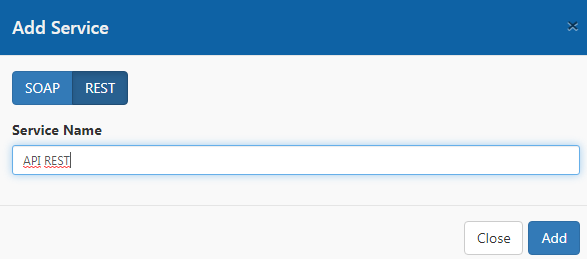 Add Service
×
SOAP REST
Service Name
API REST
Close Add